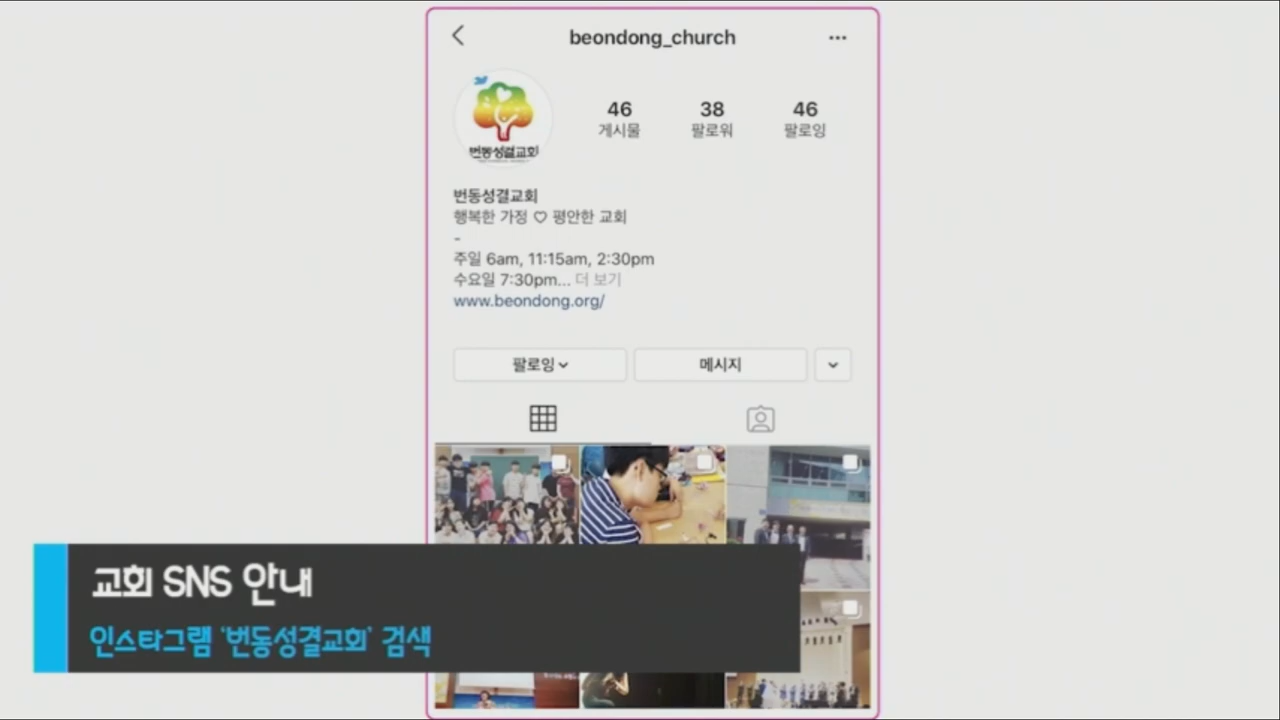 beondong_church
46 38 46
게시물 팔로워 팔로잉
번동성결교회
번동성결교회
행복한 가정 ♡ 평안한 교회
-
주일 6am, 11:15am, 2:30pm
수요일 7:30pm... 더 보기
www.beondong.org/
팔로잉 메시지
교회 SNS 안내
인스타그램 '번동성결교회' 검색